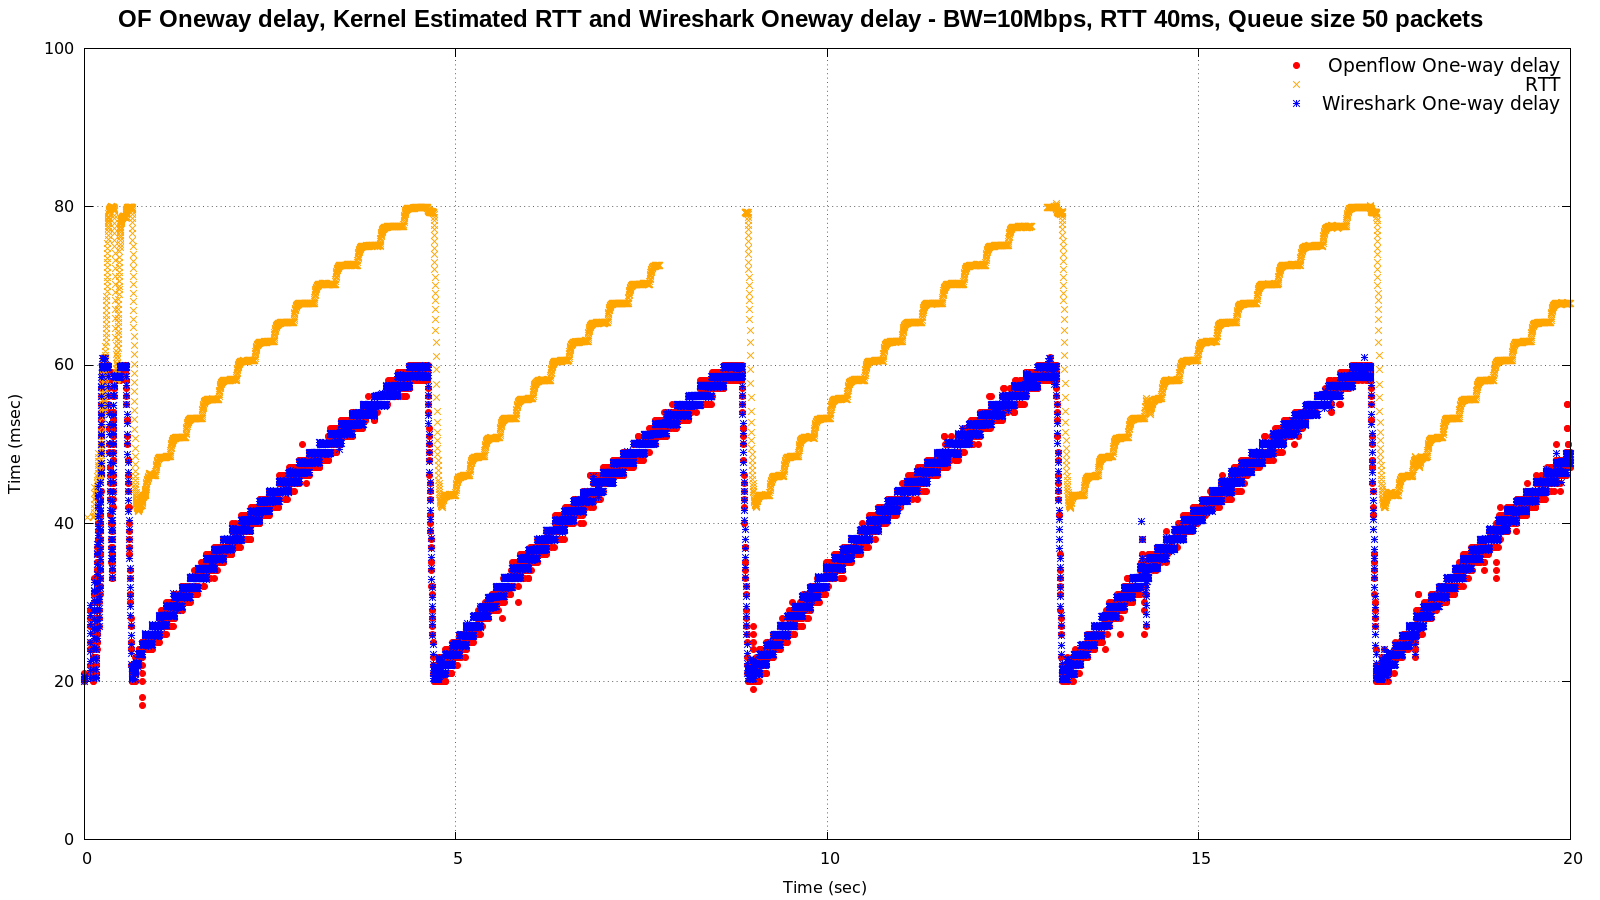 OF Oneway delay, Kernel Estimated RTT and Wireshark Oneway delay - BW=10Mbps, RTT 40ms, Queue size 50 packets
100
80
60
40
20
0
Time (msec)
Openflow One-way delay
RTT
Wireshark One-way delay
0
5
10
15
20
Time (sec)